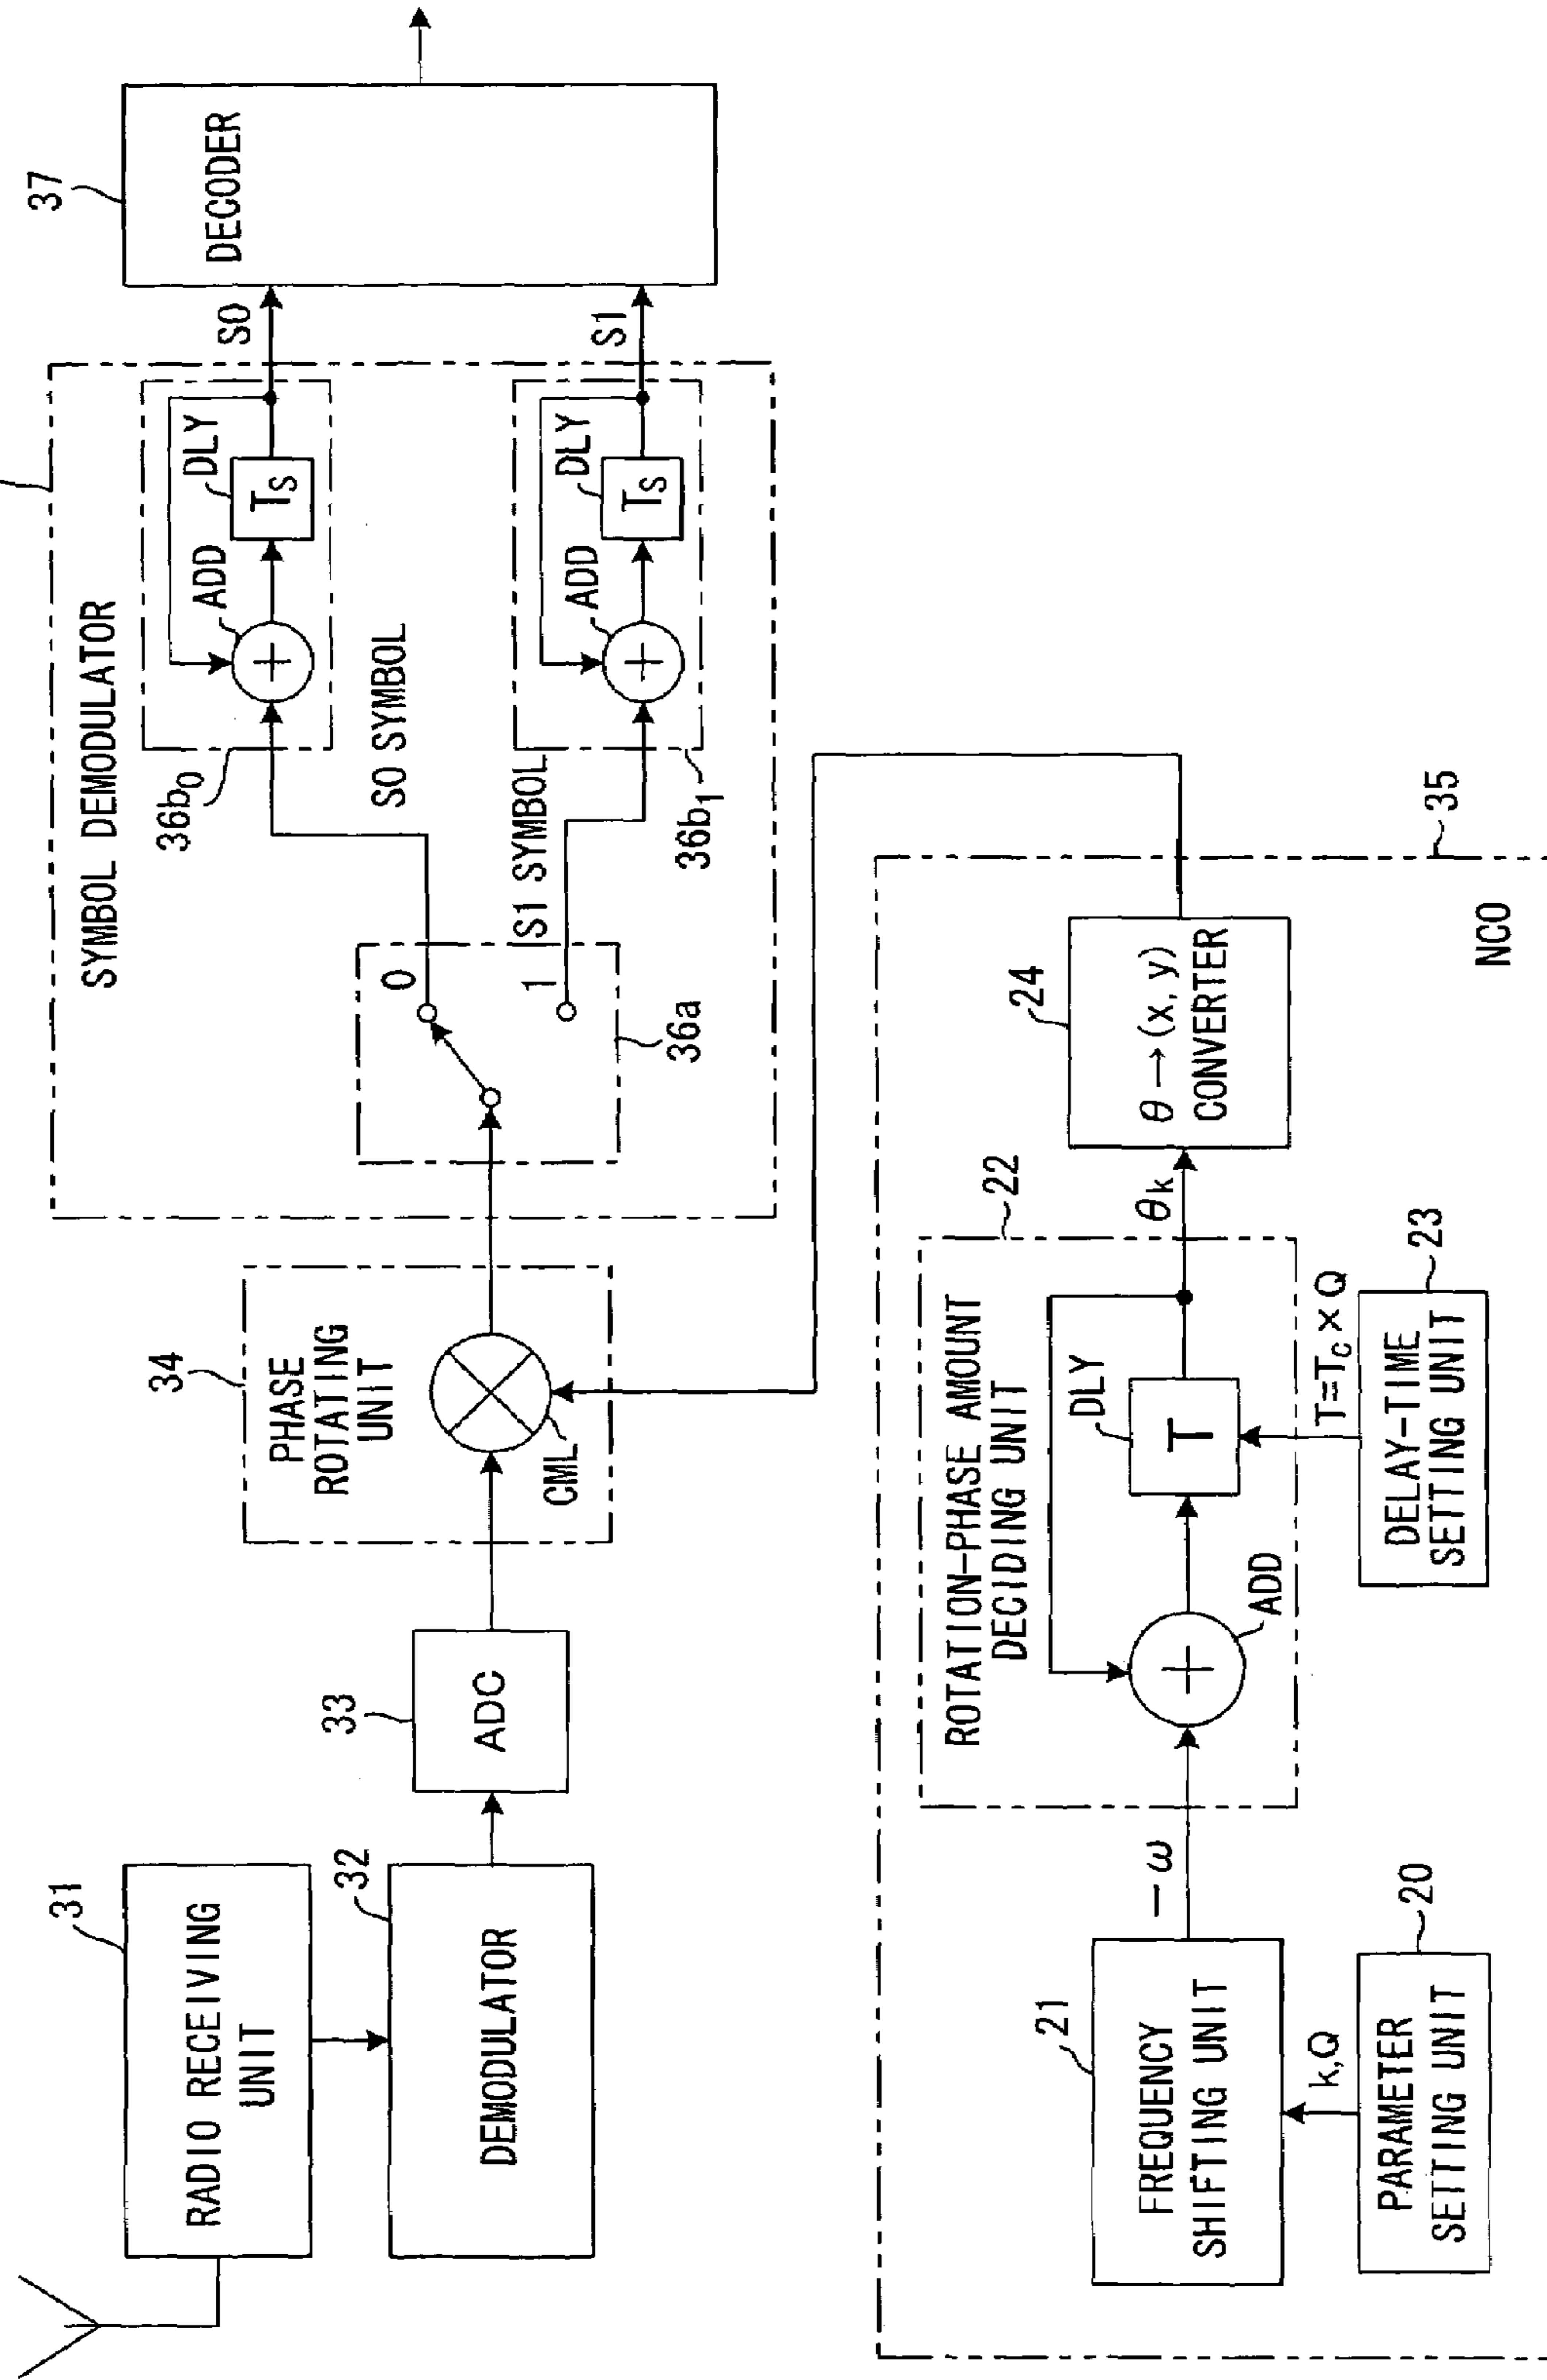 37
DECODER
S0
S1
SYMBOL DEMODULATOR
DLY
TS
ADD
36b0
S0 SYMBOL
DLY
TS
ADD
36b1
S1 SYMBOL
0
1
36a
34
PHASE
ROTATING
UNIT
CML
33
ADC
31
RADIO RECEIVING
UNIT
32
DEMODULATOR
35
NCO
24
θ→(x, y)
CONVERTER
θk
22
ROTATION-PHASE AMOUNT
DECIDING UNIT
DLY
T
ADD
T=Tc×Q
23
DELAY-TIME
SETTING UNIT
-ω
21
FREQUENCY
SHIFTING UNIT
k,Q
20
PARAMETER
SETTING UNIT